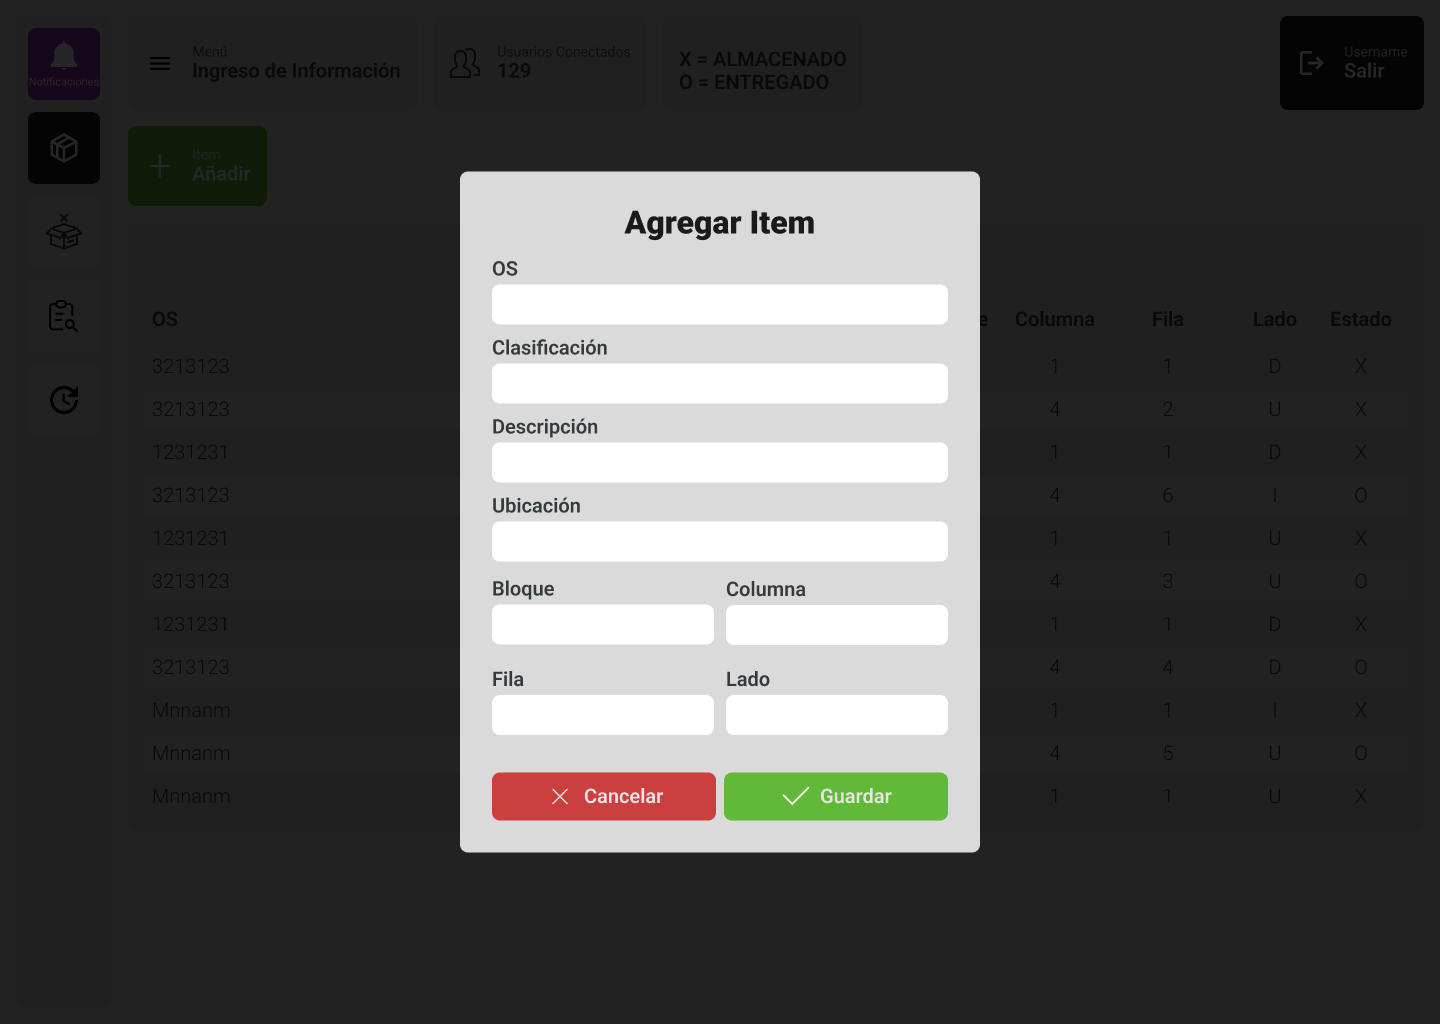 Notificaciones
Menú
Ingreso de Información
Usuarios Conectados
129
X = ALMACENADO
O = ENTREGADO
Username
Salir
Item
Añadir
Agregar Item
OS
Clasificación
Descripción
Ubicación
Bloque Columna
Fila Lado
Cancelar Guardar
OS e Columna Fila Lado Estado
3213123 1 1 D X
3213123 4 2 U X
1231231 1 1 D X
3213123 4 6 I O
1231231 1 1 U X
3213123 4 3 U O
1231231 1 1 D X
3213123 4 4 D O
Mnnanm 1 1 I X
Mnnanm 4 5 U O
Mnnanm 1 1 U X